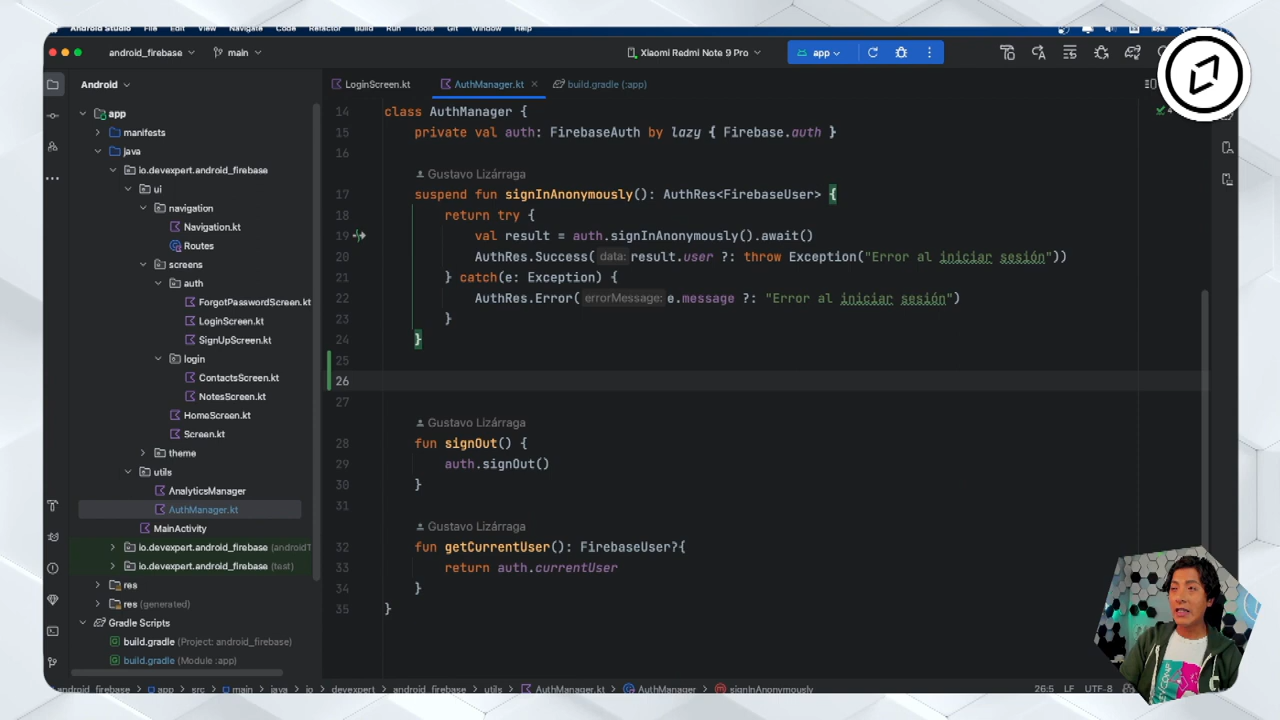 Android Studio File Edit View Navigate Code Refactor Build Run Tools Git Window Help
android_firebase main Xiaomi Redmi Note 9 Pro app
Android LoginScreen.kt AuthManager.kt build.gradle (:app)
app
manifests
java
io.devexpert.android_firebase
ui
navigation
Navigation.kt
Routes
screens
auth
ForgotPasswordScreen.kt
LoginScreen.kt
SignUpScreen.kt
login
ContactsScreen.kt
NotesScreen.kt
HomeScreen.kt
Screen.kt
theme
utils
AnalyticsManager
AuthManager.kt
MainActivity
io.devexpert.android_firebase (androidT
io.devexpert.android_firebase (test)
res
res (generated)
Gradle Scripts
build.gradle (Project: android_firebase)
build.gradle (Module :app)
14 class AuthManager {
15 private val auth: FirebaseAuth by lazy { Firebase.auth }
16
Gustavo Lizárraga
17 suspend fun signInAnonymously(): AuthRes<FirebaseUser> {
18 return try {
19 val result = auth.signInAnonymously().await()
20 AuthRes.Success( data: result.user ?: throw Exception("Error al iniciar sesión"))
21 } catch(e: Exception) {
22 AuthRes.Error( errorMessage: e.message ?: "Error al iniciar sesión")
23 }
24 }
25
26
27
Gustavo Lizárraga
28 fun signOut() {
29 auth.signOut()
30 }
31
Gustavo Lizárraga
32 fun getCurrentUser(): FirebaseUser?{
33 return auth.currentUser
34 }
35 }
android_firebase app src main java io devexpert android_firebase utils AuthManager.kt AuthManager signInAnonymously 26:5 LF UTF-8